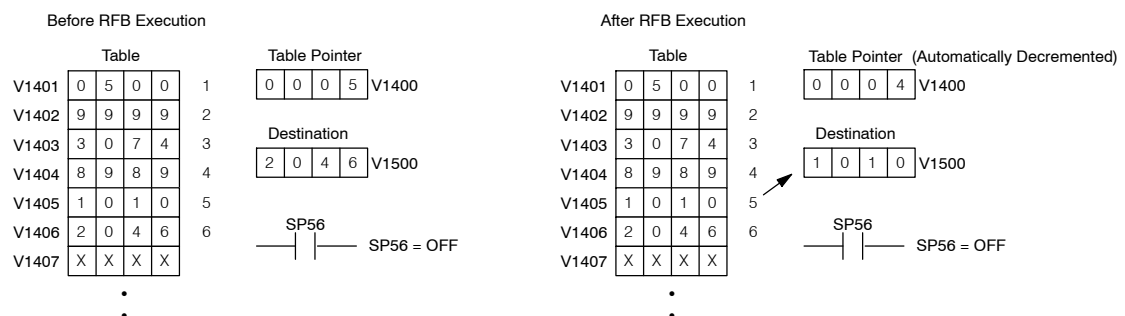 Before RFB Execution
Table
Table Pointer
V1401 0 5 0 0 1
0 0 0 5 V1400
V1402 9 9 9 9 2
Destination
V1403 3 0 7 4 3
2 0 4 6 V1500
V1404 8 9 8 9 4
V1405 1 0 1 0 5
V1406 2 0 4 6 6
SP56
SP56 = OFF
V1407 X X X X
After RFB Execution
Table
Table Pointer (Automatically Decremented)
V1401 0 5 0 0 1
0 0 0 4 V1400
V1402 9 9 9 9 2
Destination
V1403 3 0 7 4 3
1 0 1 0 V1500
V1404 8 9 8 9 4
V1405 1 0 1 0 5
V1406 2 0 4 6 6
SP56
SP56 = OFF
V1407 X X X X